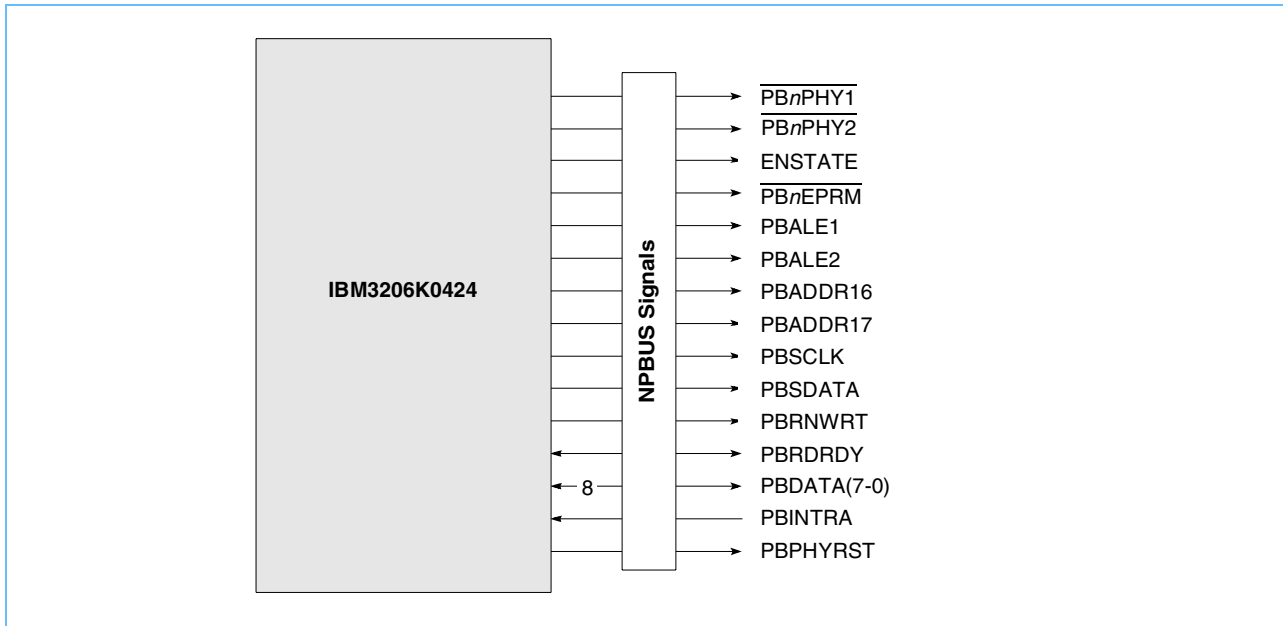 IBM3206K0424
NPBUS Signals
PBnPHY1
PBnPHY2
ENSTATE
PBnEPRM
PBALE1
PBALE2
PBADDR16
PBADDR17
PBSCLK
PBSDATA
PBRNWRT
PBRDRDY
8
PBDATA(7-0)
PBINTRA
PBPHYRST